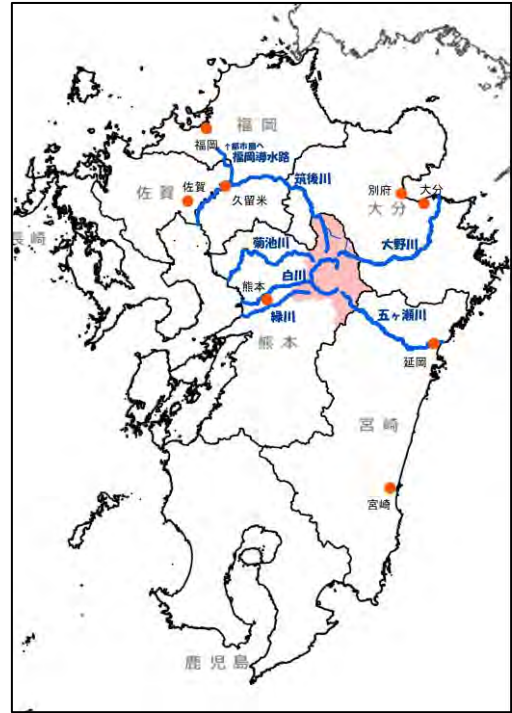 福岡
福岡
↑都市圏へ
福岡導水路
筑後川
佐賀
佐賀
久留米
別府
大分
大分
長崎
菊池川
大野川
白川
熊本
緑川
五ヶ瀬川
熊本
延岡
宮崎
宮崎
鹿児島